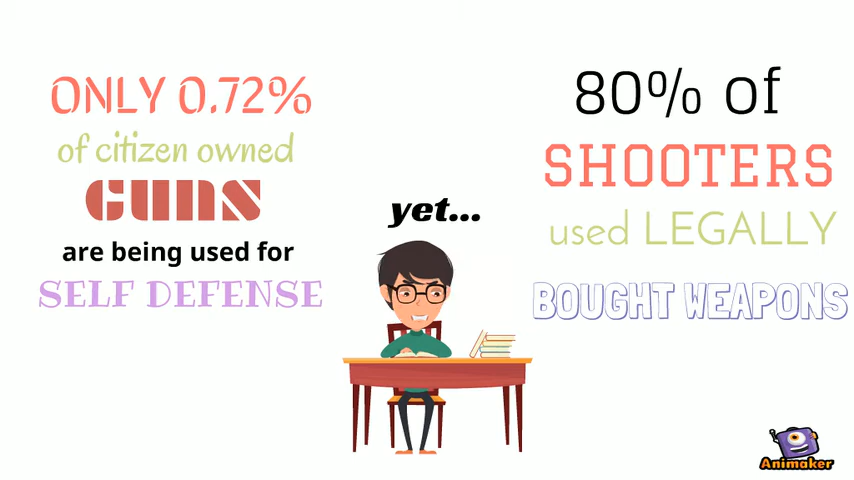 ONLY 0.72%
of citizen owned
GUNS
are being used for
SELF DEFENSE
yet...
80% of
SHOOTERS
used LEGALLY
BOUGHT WEAPONS
Animaker